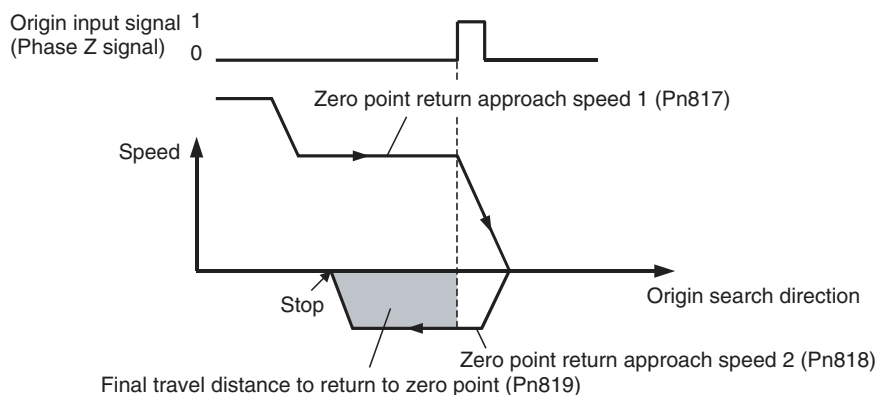 Origin input signal 1
(Phase Z signal) 0
Zero point return approach speed 1 (Pn817)
Speed
Stop
Origin search direction
Zero point return approach speed 2 (Pn818)
Final travel distance to return to zero point (Pn819)